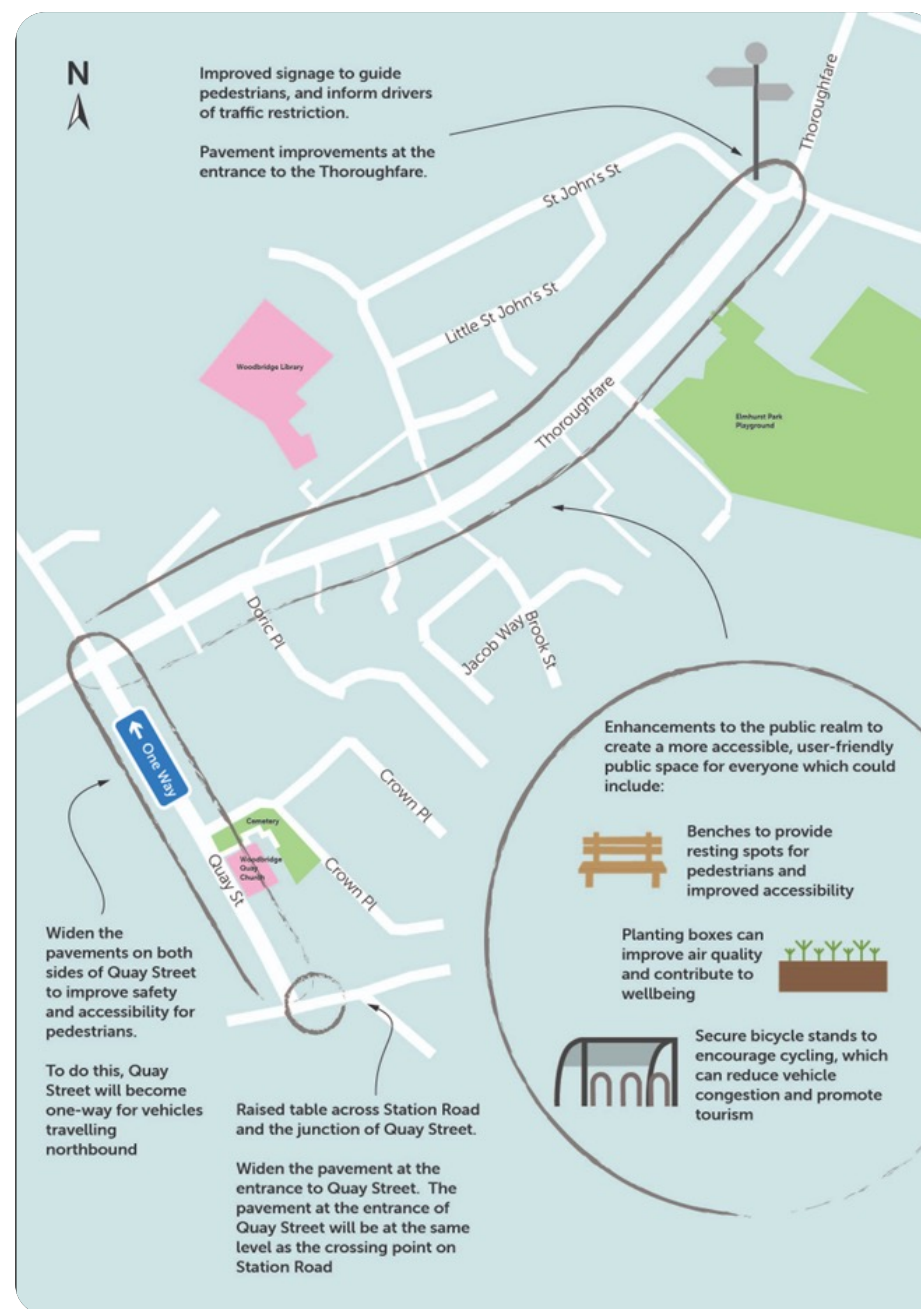 N
Improved signage to guide
pedestrians, and inform drivers
of traffic restriction.
Pavement improvements at the
entrance to the Thoroughfare.
Thoroughfare
St John's St
Little St John's St
Woodbridge Library
Thoroughfare
Elmhurst Park
Playground
Doric Pl
Jacob Way
Brook St
One Way
Crown Pl
Cemetery
Woodbridge
Quay
Church
Quay St
Crown Pl
Enhancements to the public realm to
create a more accessible, user-friendly
public space for everyone which could
include:
Benches to provide
resting spots for
pedestrians and
improved accessibility
Planting boxes can
improve air quality
and contribute to
wellbeing
Secure bicycle stands to
encourage cycling, which
can reduce vehicle
congestion and promote
tourism
Widen the
pavements on both
sides of Quay Street
to improve safety
and accessibility for
pedestrians.
To do this, Quay
Street will become
one-way for vehicles
travelling
northbound
Raised table across Station Road
and the junction of Quay Street.
Widen the pavement at the
entrance to Quay Street. The
pavement at the entrance of
Quay Street will be at the same
level as the crossing point on
Station Road